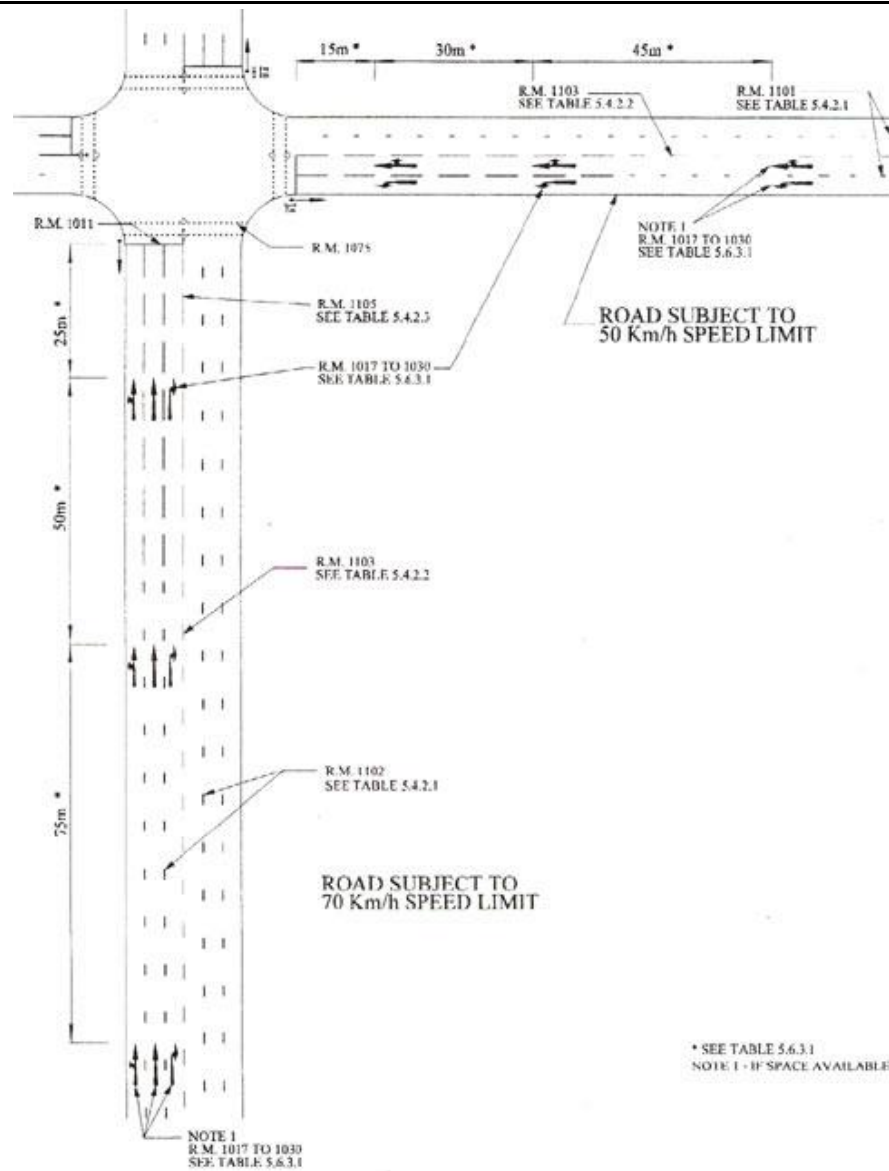 15m *
30m *
45m *
R.M. 1103
SEE TABLE 5.4.2.2
R.M. 1101
SEE TABLE 5.4.2.1
R.M. 1011
R.M. 1075
NOTE 1
R.M. 1017 TO 1030
SEE TABLE 5.6.3.1
25m *
R.M. 1105
SEE TABLE 5.4.2.3
ROAD SUBJECT TO
50 Km/h SPEED LIMIT
R.M. 1017 TO 1030
SEE TABLE 5.6.3.1
50m *
R.M. 1103
SEE TABLE 5.4.2.2
R.M. 1102
SEE TABLE 5.4.2.1
75m *
ROAD SUBJECT TO
70 Km/h SPEED LIMIT
* SEE TABLE 5.6.3.1
NOTE 1 - IF SPACE AVAILABLE
NOTE 1
R.M. 1017 TO 1030
SEE TABLE 5.6.3.1